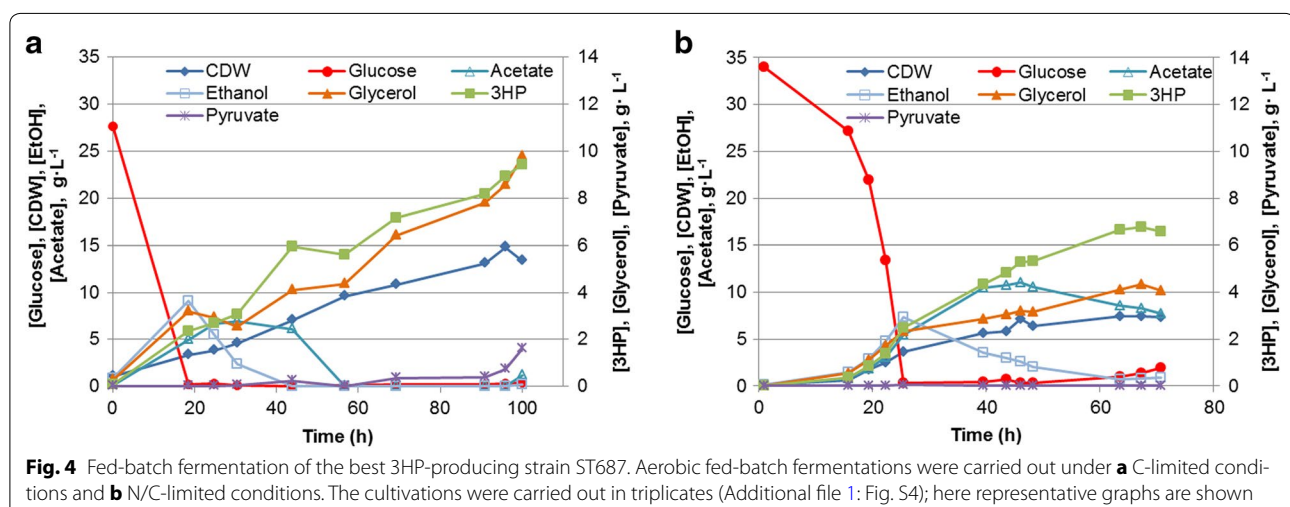 a
35
30
25
20
15
10
5
0
[Glucose], [CDW], [EtOH],
[Acetate], g·L-1
CDW Glucose Acetate
Ethanol Glycerol 3HP
Pyruvate
14
12
10
8
6
4
2
0
[3HP], [Glycerol], [Pyruvate], g· L-1
0 20 40 60 80 100
Time (h)
b
35
30
25
20
15
10
5
0
[Glucose], [CDW], [EtOH],
[Acetate], g·L-1
CDW Glucose Acetate
Ethanol Glycerol 3HP
Pyruvate
14
12
10
8
6
4
2
0
[3HP], [Glycerol], [Pyruvate], g· L-1
0 20 40 60 80
Time (h)
Fig. 4 Fed-batch fermentation of the best 3HP-producing strain ST687. Aerobic fed-batch fermentations were carried out under a C-limited condi-
tions and b N/C-limited conditions. The cultivations were carried out in triplicates (Additional file 1: Fig. S4); here representative graphs are shown